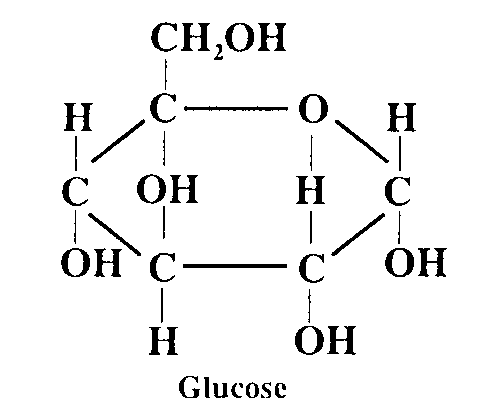 CH₂OH
C O
H H
C OH H C
OH C C OH
H OH
Glucose